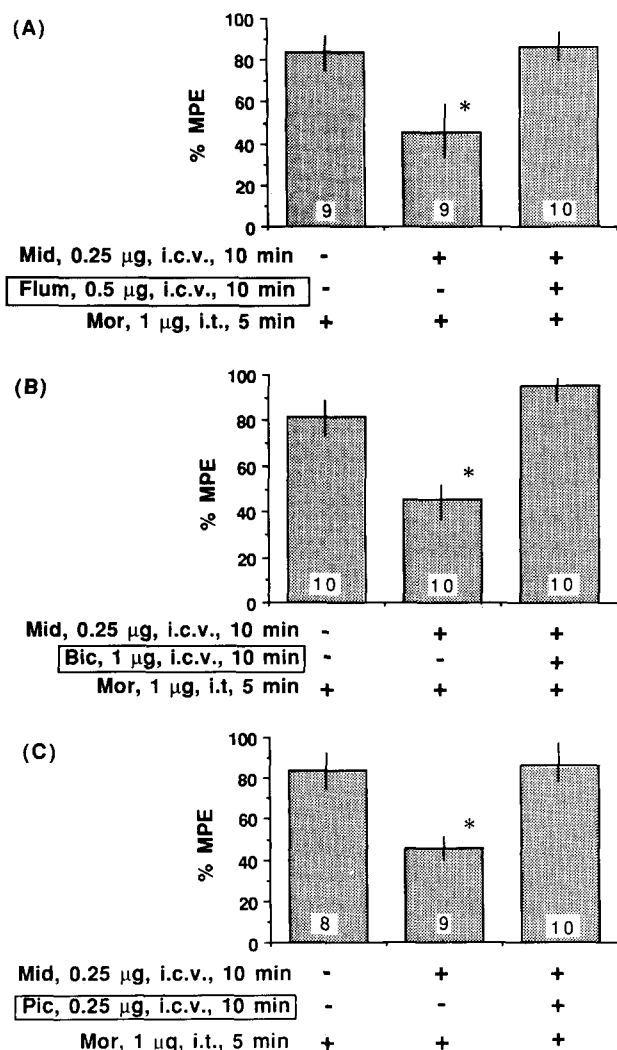 (A)
100
80
60
40
20
0
% MPE
*
9 9 10
Mid, 0.25 µg, i.c.v., 10 min - + +
Flum, 0.5 µg, i.c.v., 10 min - - +
Mor, 1 µg, i.t., 5 min + + +
(B)
100
80
60
40
20
0
% MPE
*
10 10 10
Mid, 0.25 µg, i.c.v., 10 min - + +
Bic, 1 µg, i.c.v., 10 min - - +
Mor, 1 µg, i.t, 5 min + + +
(C)
100
80
60
40
20
0
% MPE
*
8 9 10
Mid, 0.25 µg, i.c.v., 10 min - + +
Pic, 0.25 µg, i.c.v., 10 min - - +
Mor, 1 µg, i.t., 5 min + + +